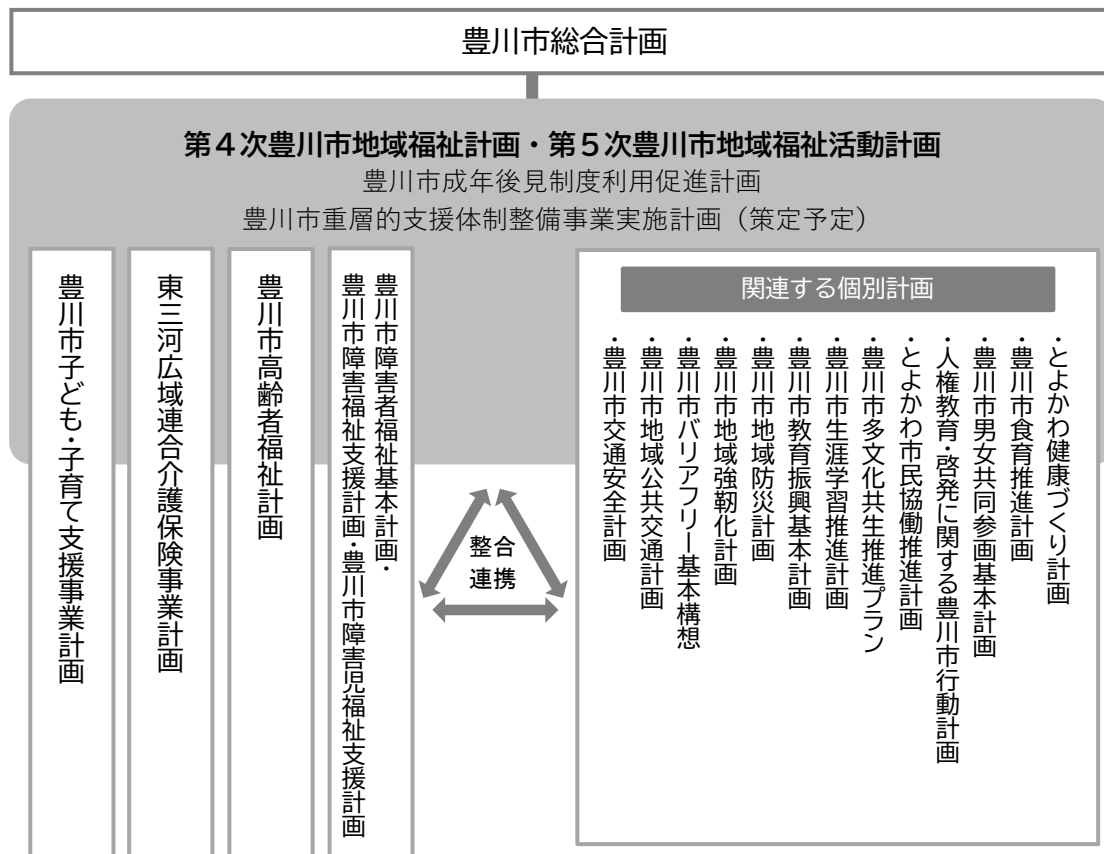 豊川市総合計画
第4次豊川市地域福祉計画・第5次豊川市地域福祉活動計画
豊川市成年後見制度利用促進計画
豊川市重層的支援体制整備事業実施計画（策定予定）
豊川市子ども・子育て支援事業計画
東三河広域連合介護保険事業計画
豊川市高齢者福祉計画
豊川市障害者福祉基本計画・
豊川市障害福祉支援計画・豊川市障害児福祉支援計画
整合
連携
関連する個別計画
・とよかわ健康づくり計画
・豊川市食育推進計画
・豊川市男女共同参画基本計画
・人権教育・啓発に関する豊川市行動計画
・とよかわ市民協働推進計画
・豊川市多文化共生推進プラン
・豊川市生涯学習推進計画
・豊川市教育振興基本計画
・豊川市地域防災計画
・豊川市地域強靭化計画
・豊川市バリアフリー基本構想
・豊川市地域公共交通計画
・豊川市交通安全計画